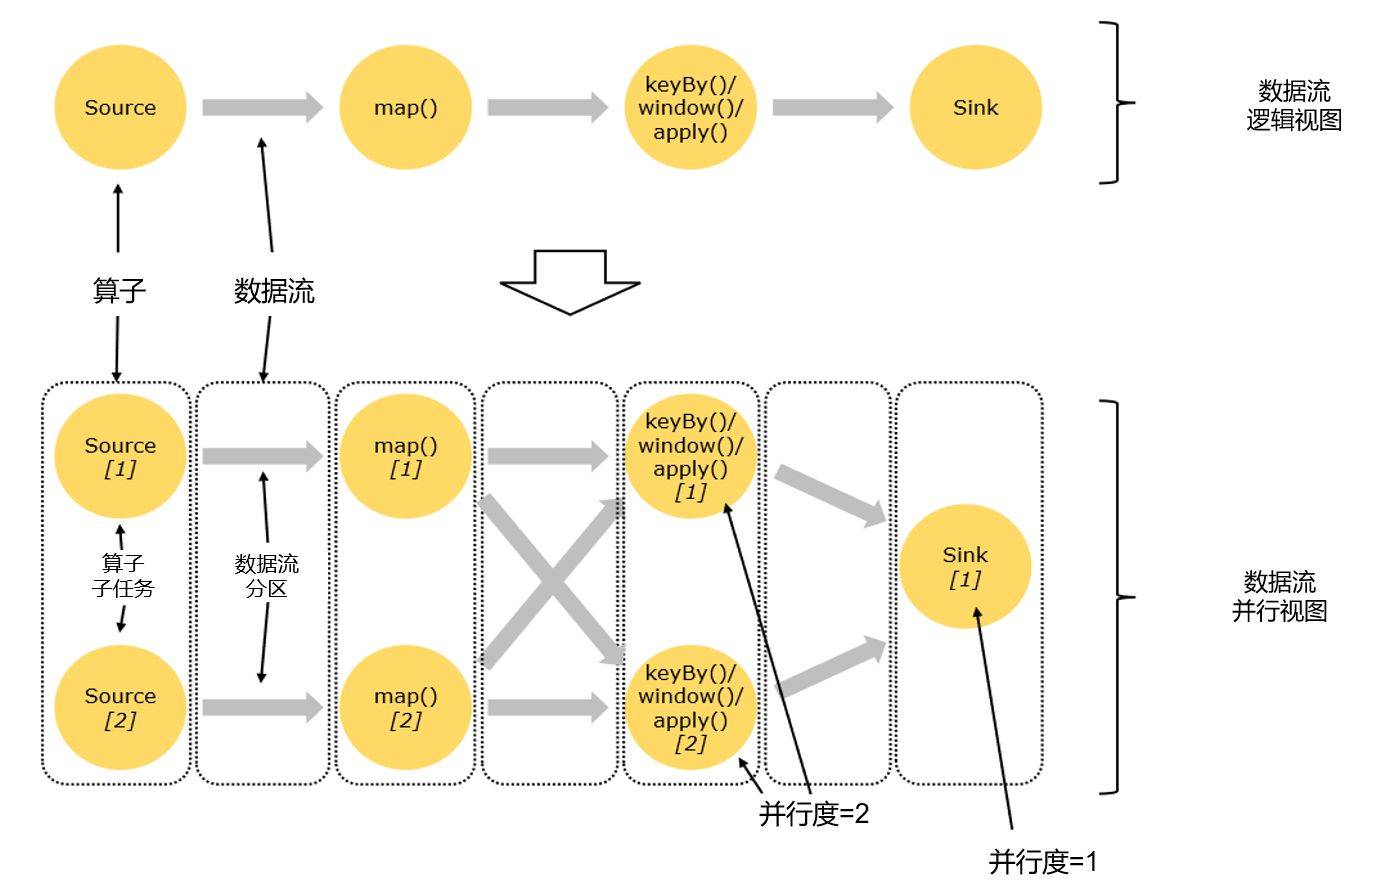 Source
map()
keyBy()/
window()/
apply()
Sink
数据流
逻辑视图
算子
数据流
Source
[1]
map()
[1]
keyBy()/
window()/
apply()
[1]
算子
子任务
数据流
分区
Sink
[1]
数据流
并行视图
Source
[2]
map()
[2]
keyBy()/
window()/
apply()
[2]
并行度=2
并行度=1